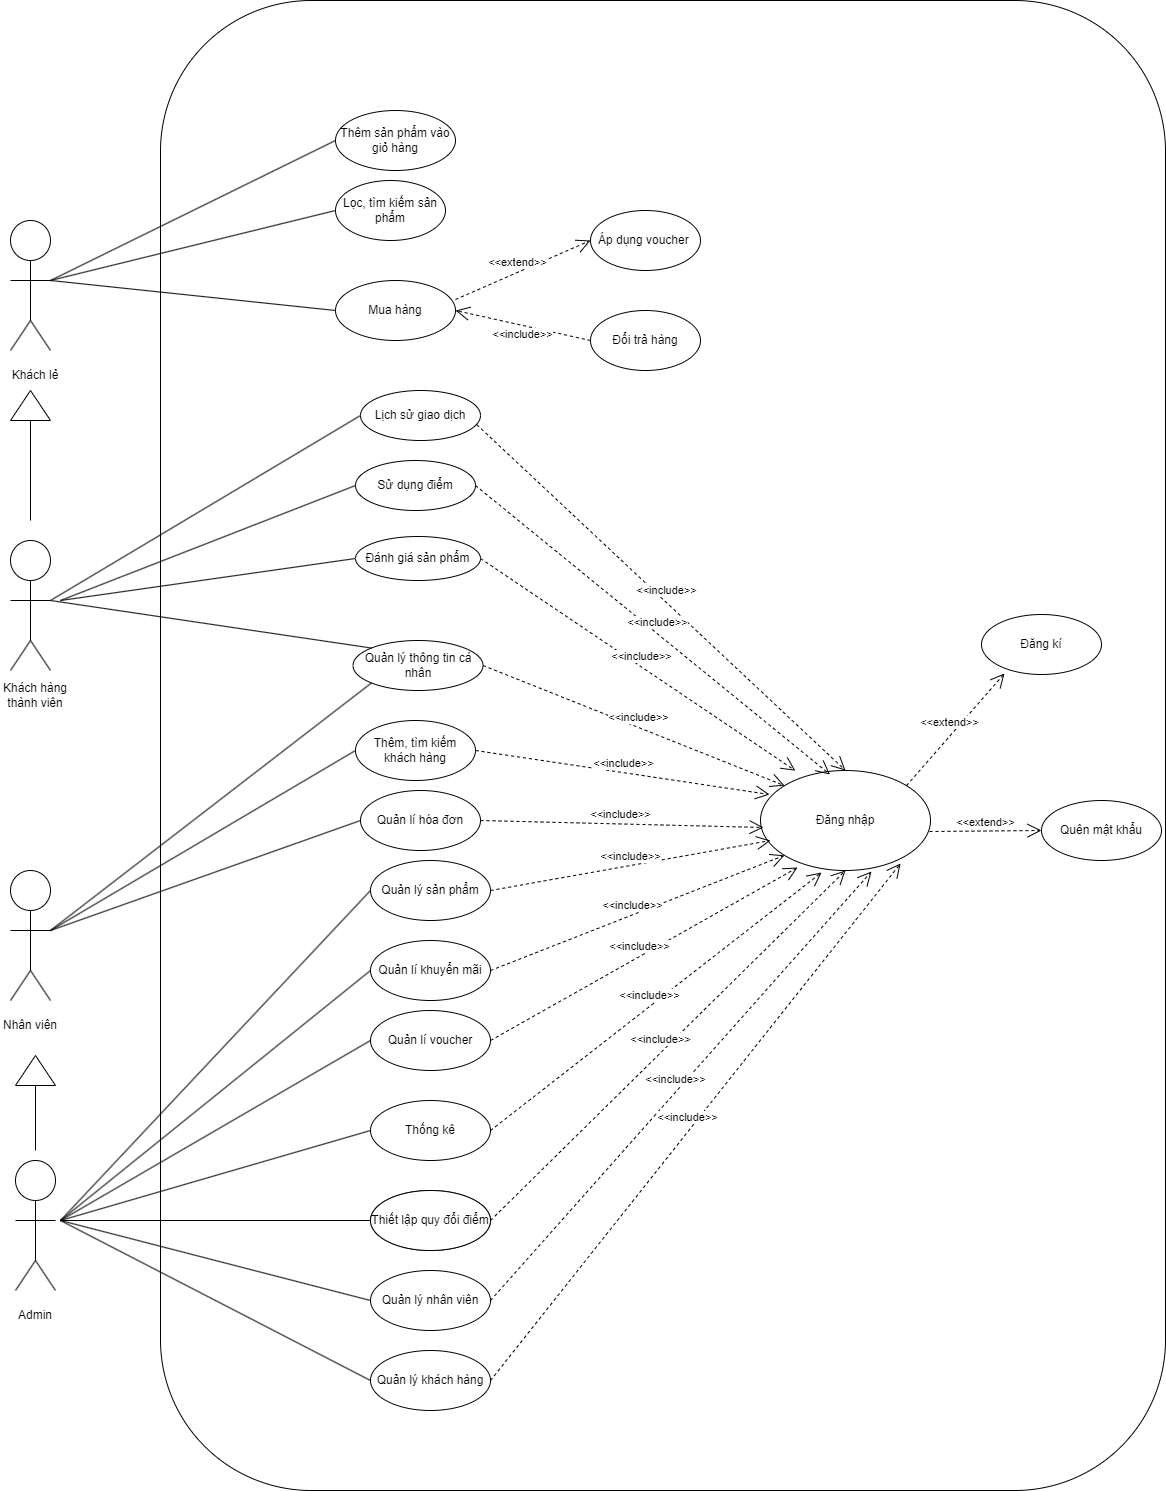 Thêm sản phẩm vào
giỏ hàng
Lọc, tìm kiếm sản
phẩm
Áp dụng voucher
<<extend>>
Mua hàng
<<include>>
Đổi trả hàng
Khách lẻ
Lịch sử giao dịch
Sử dụng điểm
Đánh giá sản phẩm
<<include>>
<<include>>
<<include>>
Đăng kí
Quản lý thông tin cá
nhân
Khách hàng
thành viên
<<include>>
<<extend>>
Thêm, tìm kiếm
khách hàng
<<include>>
Quản lí hóa đơn
<<include>>
Đăng nhập
<<extend>>
Quên mật khẩu
<<include>>
Quản lý sản phẩm
<<include>>
<<include>>
Quản lí khuyến mãi
<<include>>
Nhân viên
Quản lí voucher
<<include>>
<<include>>
<<include>>
Thống kê
Thiết lập quy đổi điểm
Quản lý nhân viên
Admin
Quản lý khách hàng